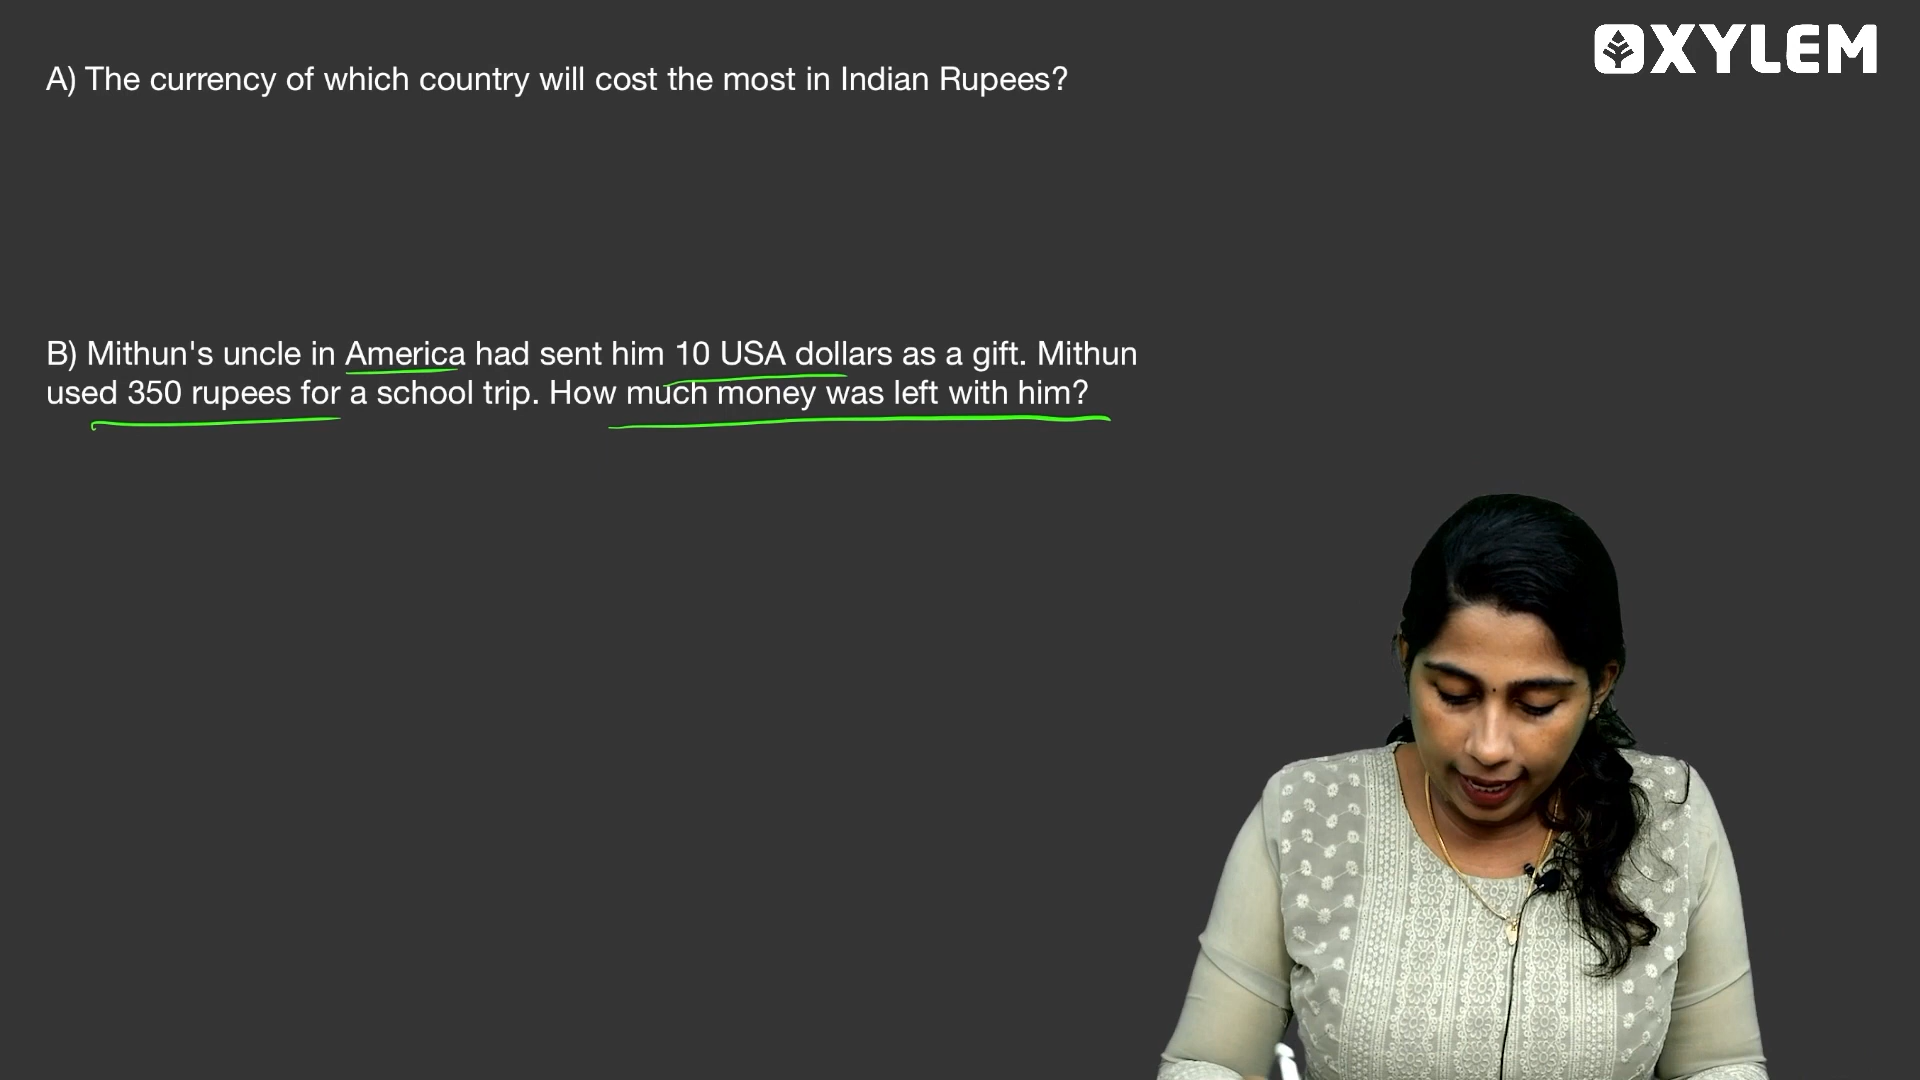 XYLEM
A) The currency of which country will cost the most in Indian Rupees?
B) Mithun's uncle in America had sent him 10 USA dollars as a gift. Mithun
used 350 rupees for a school trip. How much money was left with him?